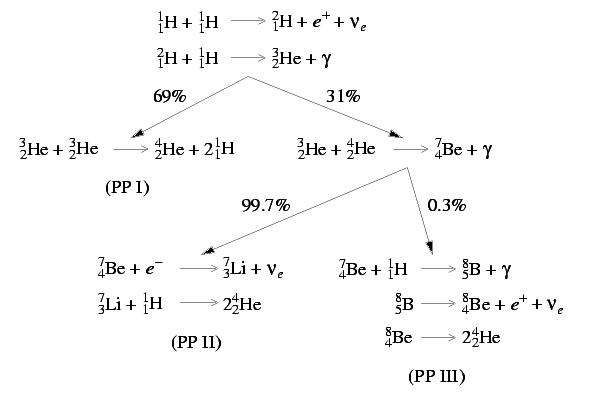 ¹₁H + ¹₁H ⟶ ²₁H + e⁺ + νₑ
²₁H + ¹₁H ⟶ ³₂He + γ
69% 31%
³₂He + ³₂He ⟶ ⁴₂He + 2¹₁H
³₂He + ⁴₂He ⟶ ⁷₄Be + γ
(PP I)
99.7% 0.3%
⁷₄Be + e⁻ ⟶ ⁷₃Li + νₑ
⁷₃Li + ¹₁H ⟶ 2⁴₂He
(PP II)
⁷₄Be + ¹₁H ⟶ ⁸₅B + γ
⁸₅B ⟶ ⁸₄Be + e⁺ + νₑ
⁸₄Be ⟶ 2⁴₂He
(PP III)